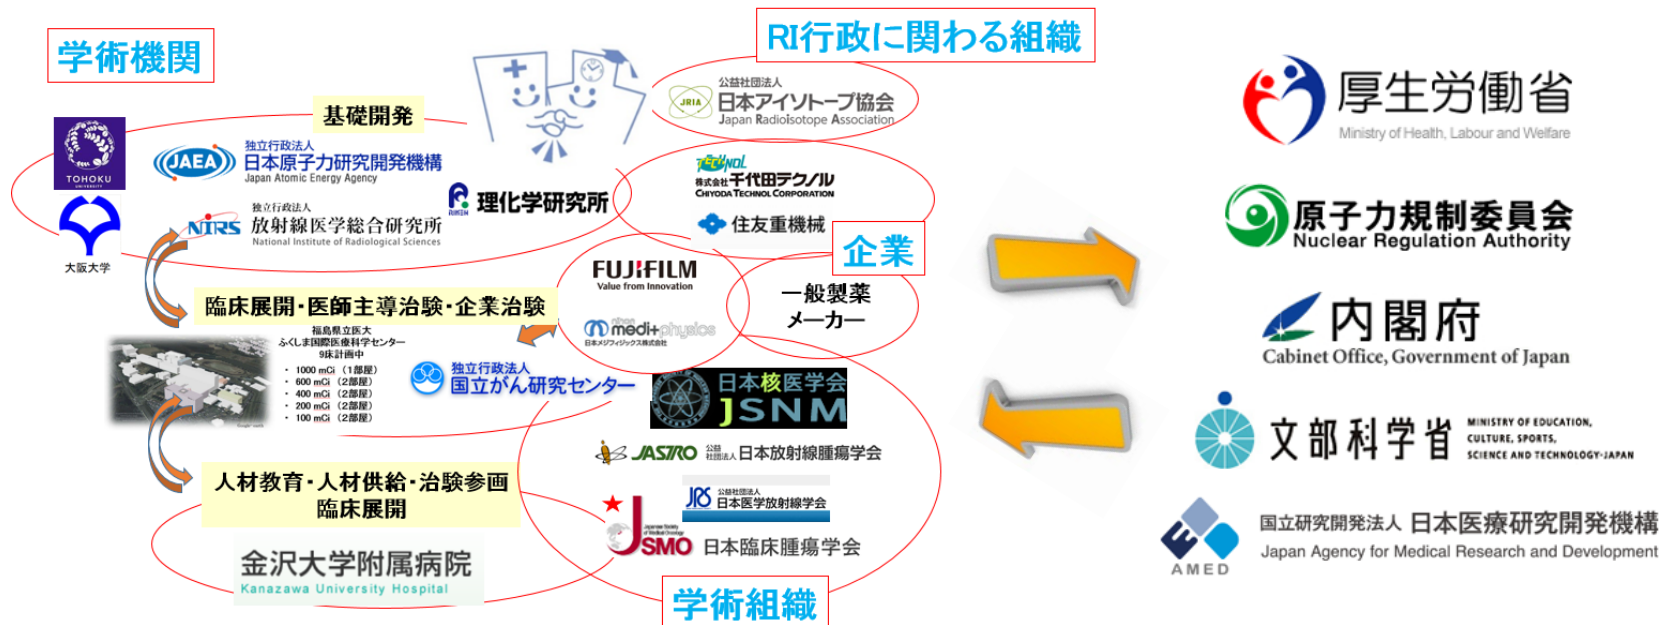 学術機関
RI行政に関わる組織
基礎開発
TOHOKU
UNIVERSITY
JAEA
独立行政法人
日本原子力研究開発機構
Japan Atomic Energy Agency
大阪大学
NIRS
独立行政法人
放射線医学総合研究所
National Institute of Radiological Sciences
RIKEN
理化学研究所
JRIA
公益社団法人
日本アイソトープ協会
Japan RadioIsotope Association
TECHNOL
株式会社千代田テクノル
CHIYODA TECHNOL CORPORATION
住友重機械
企業
FUJIFILM
Value from Innovation
nihon
medi+physics
日本メジフィジックス株式会社
一般製薬
メーカー
臨床展開・医師主導治験・企業治験
福島県立医大
ふくしま国際医療科学センター
9床計画中
・ 1000 mCi （1部屋）
・ 600 mCi （2部屋）
・ 400 mCi （2部屋）
・ 200 mCi （2部屋）
・ 100 mCi （2部屋）
Google earth
独立行政法人
国立がん研究センター
日本核医学会
JSNM
JASTRO 公益社団法人 日本放射線腫瘍学会
JRS
公益社団法人
日本医学放射線学会
Japanese Society
of Medical Oncology
JSMO 日本臨床腫瘍学会
人材教育・人材供給・治験参画
臨床展開
金沢大学附属病院
Kanazawa University Hospital
学術組織
厚生労働省
Ministry of Health, Labour and Welfare
原子力規制委員会
Nuclear Regulation Authority
内閣府
Cabinet Office, Government of Japan
文部科学省
MINISTRY OF EDUCATION,
CULTURE, SPORTS,
SCIENCE AND TECHNOLOGY-JAPAN
AMED
国立研究開発法人 日本医療研究開発機構
Japan Agency for Medical Research and Development